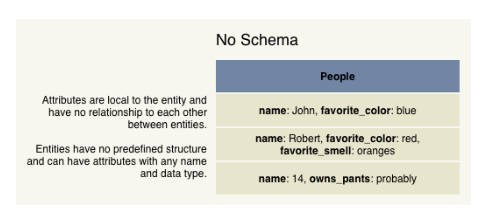 No Schema
People
Attributes are local to the entity and
have no relationship to each other
between entities.
Entities have no predefined structure
and can have attributes with any name
and data type.
name: John, favorite_color: blue
name: Robert, favorite_color: red,
favorite_smell: oranges
name: 14, owns_pants: probably